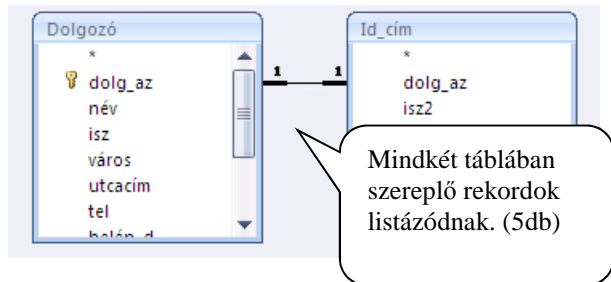 Dolgozó
*
dolg_az
név
isz
város
utcacím
tel
1 1
Id_cím
*
dolg_az
isz2
Mindkét táblában
szereplő rekordok
listázódnak. (5db)